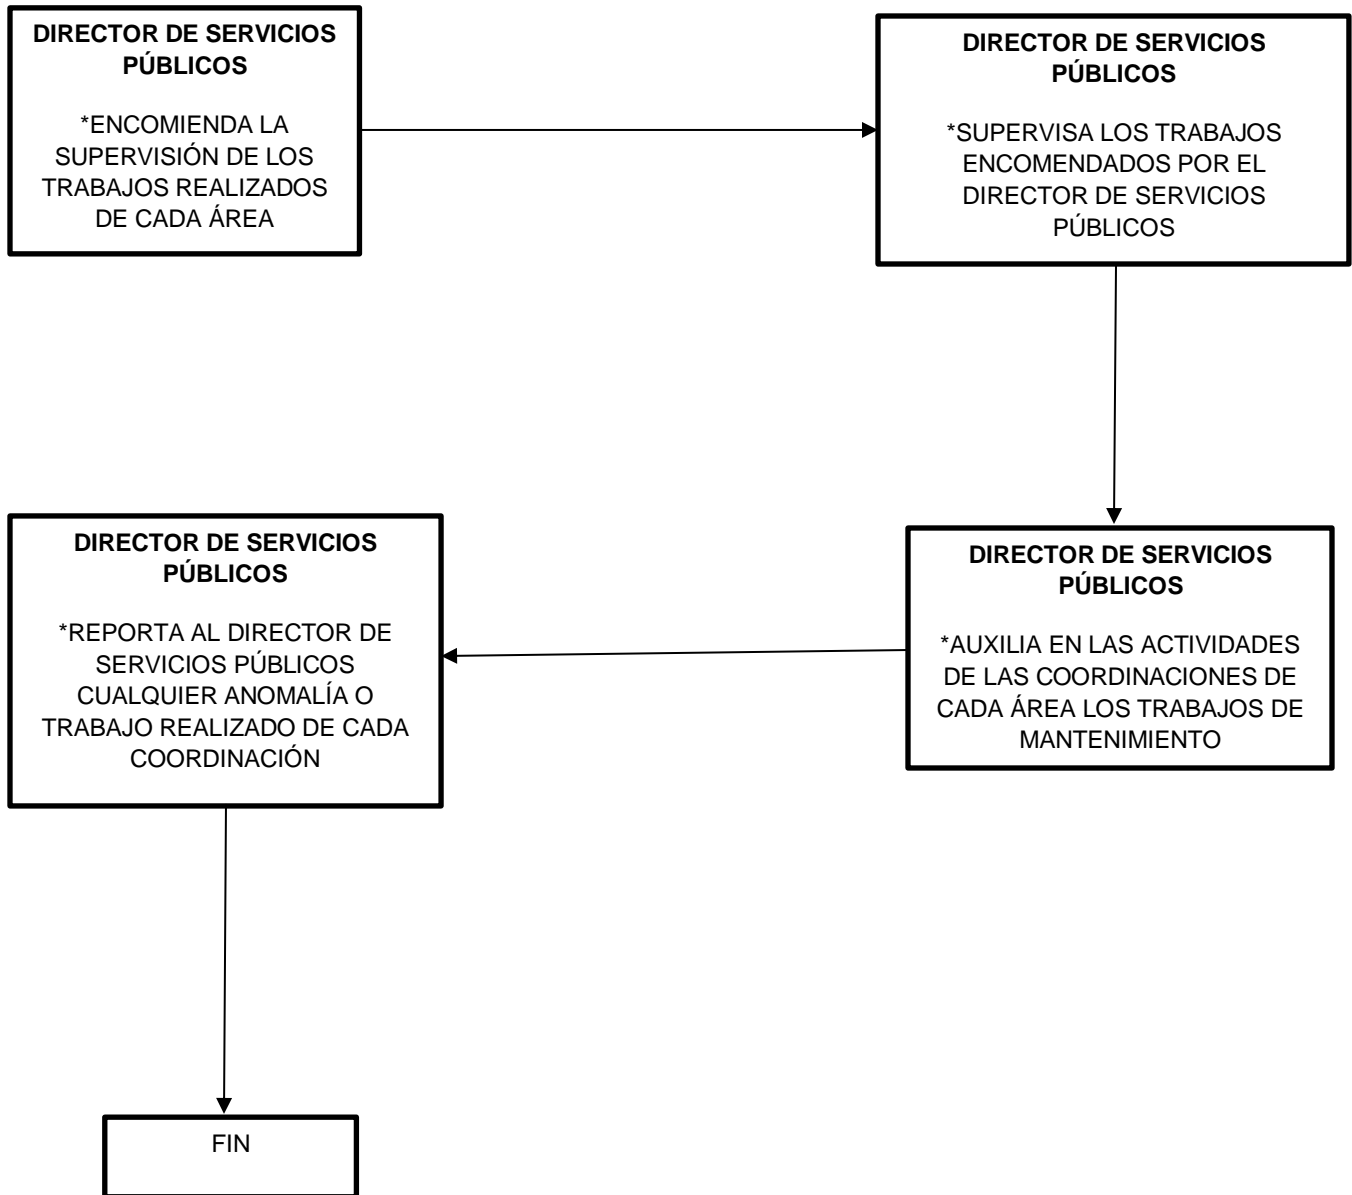 DIRECTOR DE SERVICIOS
PÚBLICOS
*ENCOMIENDA LA
SUPERVISIÓN DE LOS
TRABAJOS REALIZADOS
DE CADA ÁREA
DIRECTOR DE SERVICIOS
PÚBLICOS
*SUPERVISA LOS TRABAJOS
ENCOMENDADOS POR EL
DIRECTOR DE SERVICIOS
PÚBLICOS
DIRECTOR DE SERVICIOS
PÚBLICOS
*AUXILIA EN LAS ACTIVIDADES
DE LAS COORDINACIONES DE
CADA ÁREA LOS TRABAJOS DE
MANTENIMIENTO
DIRECTOR DE SERVICIOS
PÚBLICOS
*REPORTA AL DIRECTOR DE
SERVICIOS PÚBLICOS
CUALQUIER ANOMALÍA O
TRABAJO REALIZADO DE CADA
COORDINACIÓN
FIN